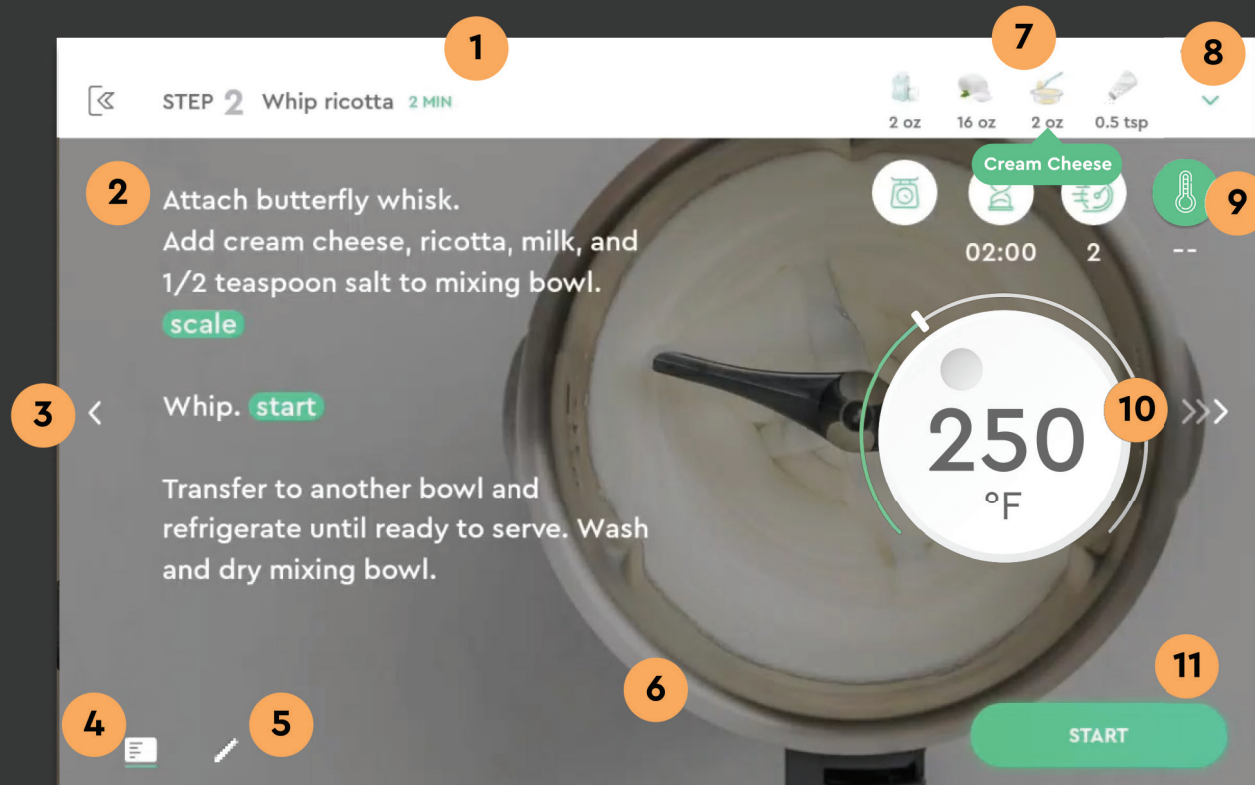 1
7
8
STEP 2 Whip ricotta 2 MIN
2 oz
16 oz
2 oz
0.5 tsp
Cream Cheese
2
Attach butterfly whisk.
Add cream cheese, ricotta, milk, and
1/2 teaspoon salt to mixing bowl.
scale
9
02:00
2
--
3
Whip. start
10
250
°F
Transfer to another bowl and
refrigerate until ready to serve. Wash
and dry mixing bowl.
6
11
4
5
START